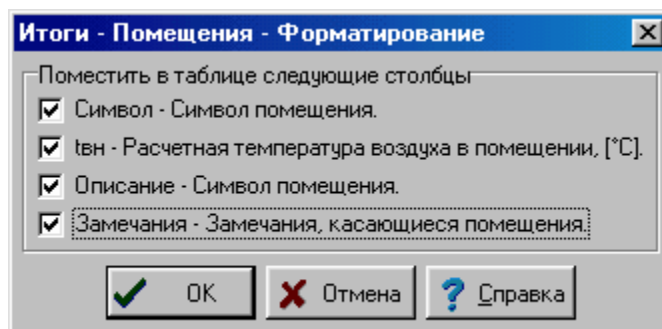 Итоги - Помещения - Форматирование
Поместить в таблице следующие столбцы
Символ - Символ помещения.
tвн - Расчетная температура воздуха в помещении, [°C].
Описание - Символ помещения.
Замечания - Замечания, касающиеся помещения.
OK Отмена ? Справка